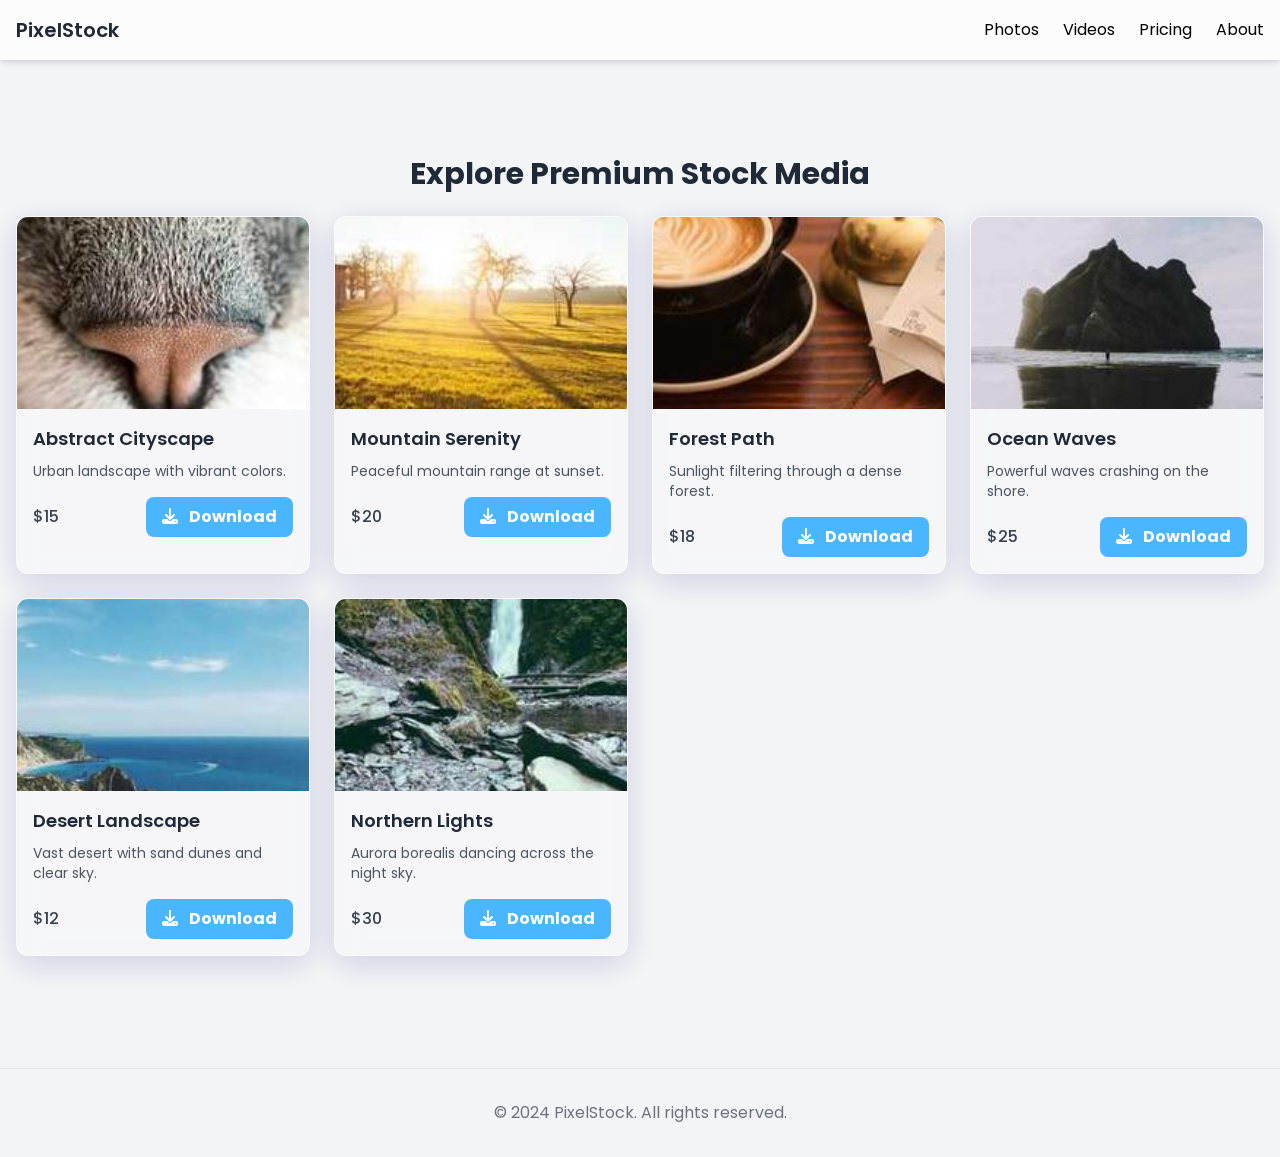 PixelStock
Photos
Videos
Pricing
About
Explore Premium Stock Media
Abstract Cityscape
Urban landscape with vibrant colors.
$15
Download
Mountain Serenity
Peaceful mountain range at sunset.
$20
Download
Forest Path
Sunlight filtering through a dense
forest.
$18
Download
Ocean Waves
Powerful waves crashing on the
shore.
$25
Download
Desert Landscape
Vast desert with sand dunes and
clear sky.
$12
Download
Northern Lights
Aurora borealis dancing across the
night sky.
$30
Download
© 2024 PixelStock. All rights reserved.